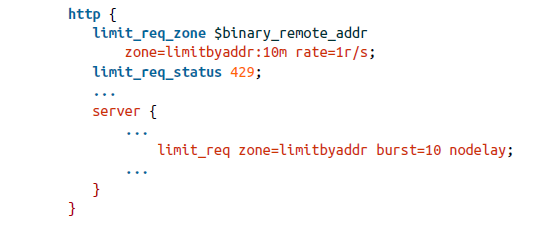 http {
limit_req_zone $binary_remote_addr
zone=limitbyaddr:10m rate=1r/s;
limit_req_status 429;
...
server {
...
limit_req zone=limitbyaddr burst=10 nodelay;
...
}
}